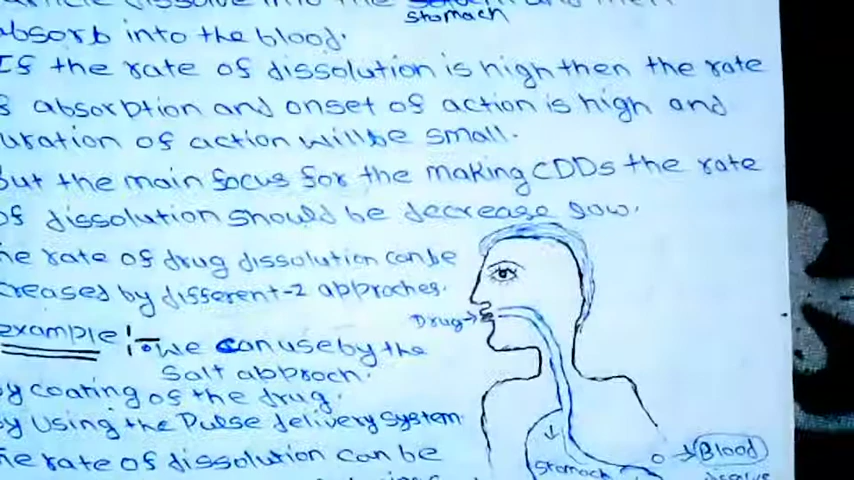 stomach
absorb into the blood.
If the rate of dissolution is high then the rate
absorption and onset of action is high and
uration of action will be small.
But the main focus for the making CDDs the rate
of dissolution should be decrease
he rate of drug dissolution can be
creased by different-2 approches.
example:- we can use by the
Salt approch.
by coating of the drug.
by using the Pulse delivery System
he rate of dissolution can be
Drug
Stomach
Blood